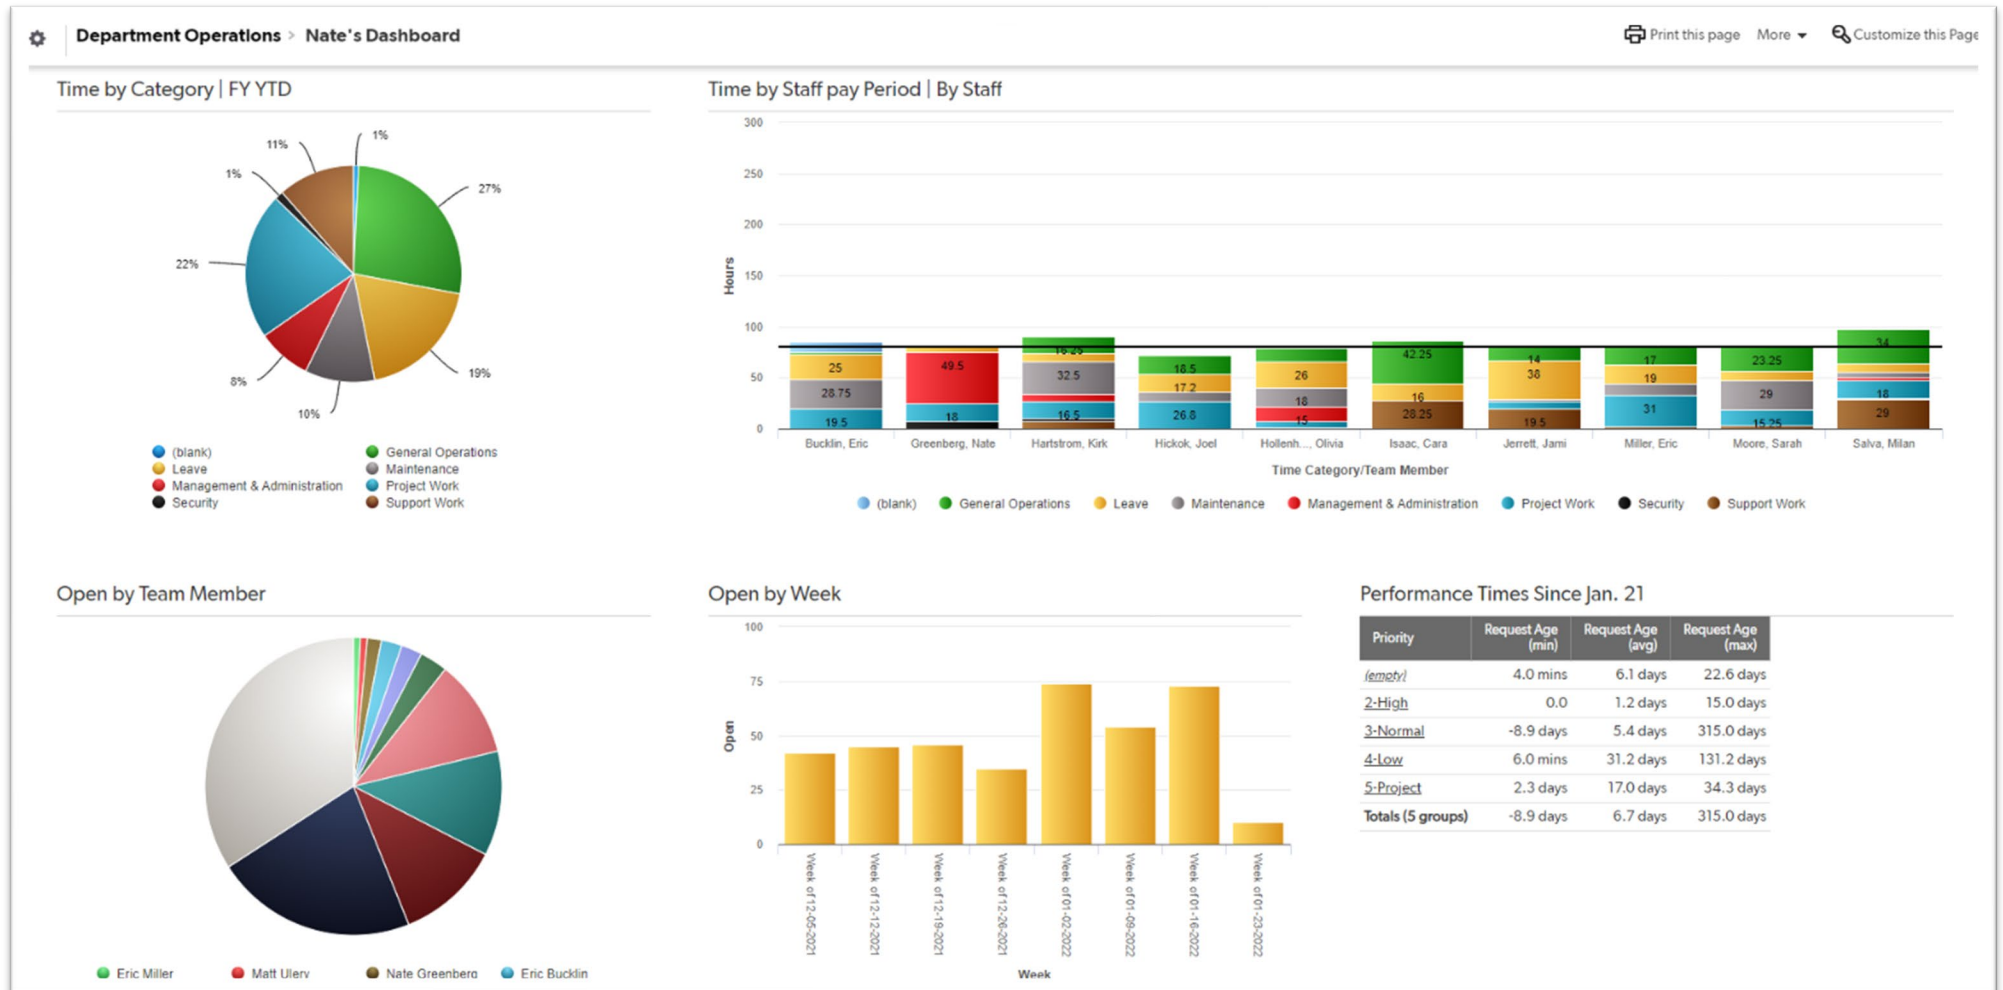 Department Operations > Nate's Dashboard
Print this page More Customize this Page
Time by Category | FY YTD
1%
11%
1%
27%
22%
19%
8%
10%
(blank) General Operations
Leave Maintenance
Management & Administration Project Work
Security Support Work
Time by Staff pay Period | By Staff
300
250
200
150
100
50
0
Hours
25
28.75
19.5
49.5
18
16.25
32.5
16.5
18.5
17.2
26.8
26
18
15
42.25
16
28.25
14
38
19.5
17
19
31
23.25
29
15.25
34
18
29
Bucklin, Eric Greenberg, Nate Hartstrom, Kirk Hickok, Joel Hollenh..., Olivia Isaac, Cara Jerrett, Jami Miller, Eric Moore, Sarah Salva, Milan
Time Category/Team Member
(blank) General Operations Leave Maintenance Management & Administration Project Work Security Support Work
Open by Team Member
Eric Miller Matt Ulery Nate Greenberg Eric Bucklin
Open by Week
100
75
50
25
0
Open
Week of 12-05-2021
Week of 12-12-2021
Week of 12-19-2021
Week of 12-26-2021
Week of 01-02-2022
Week of 01-09-2022
Week of 01-16-2022
Week of 01-23-2022
Week
Performance Times Since Jan. 21
Priority Request Age (min) Request Age (avg) Request Age (max)
(empty) 4.0 mins 6.1 days 22.6 days
2-High 0.0 1.2 days 15.0 days
3-Normal -8.9 days 5.4 days 315.0 days
4-Low 6.0 mins 31.2 days 131.2 days
5-Project 2.3 days 17.0 days 34.3 days
Totals (5 groups) -8.9 days 6.7 days 315.0 days